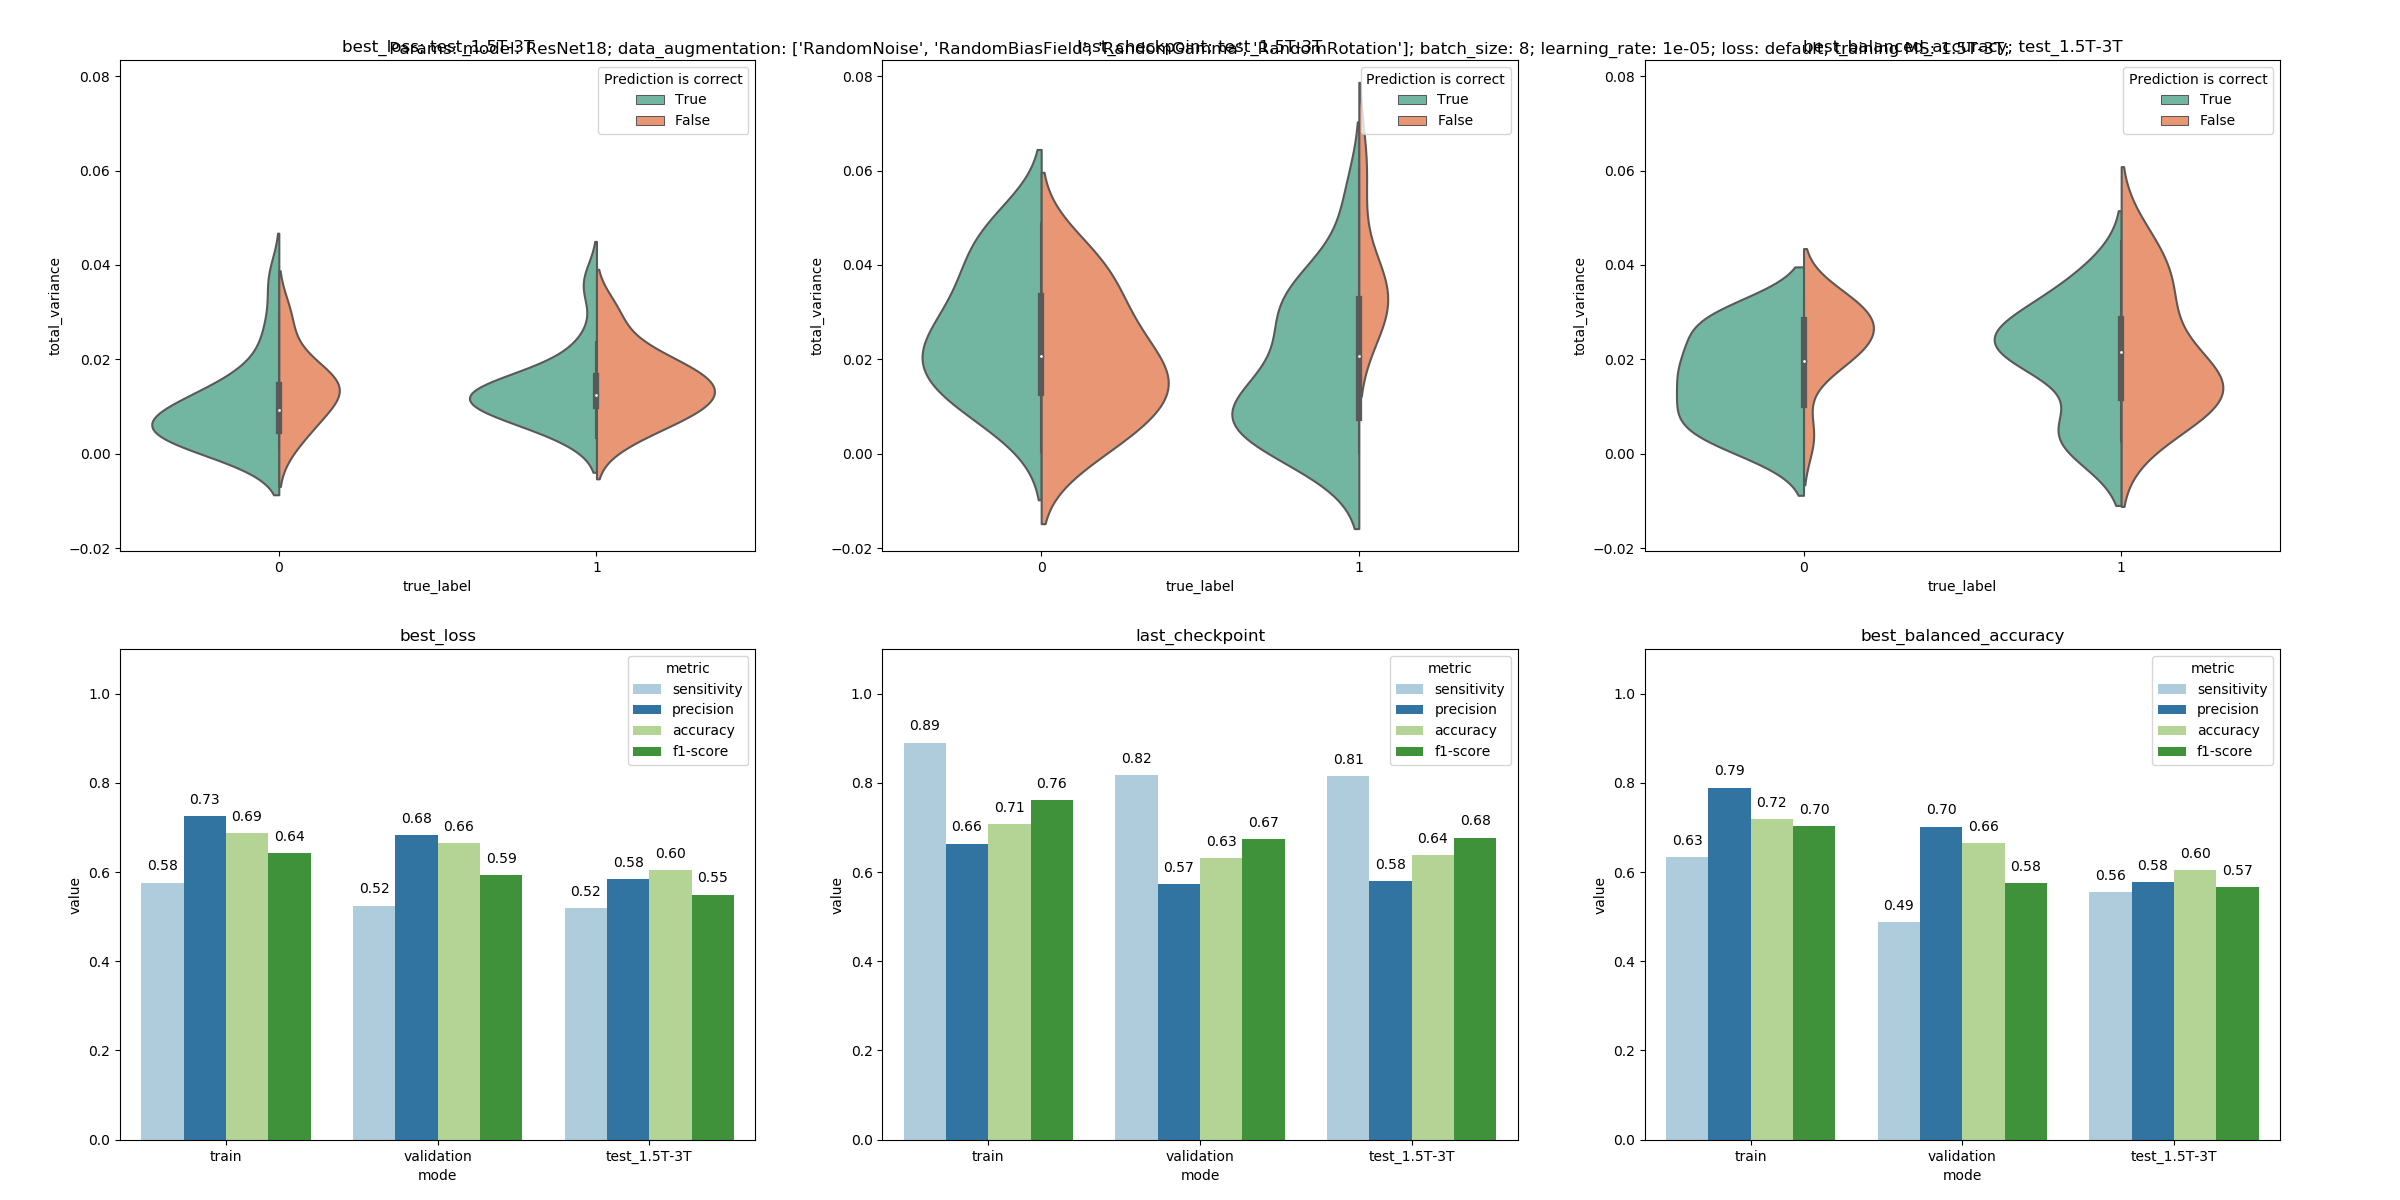 best_loss; test_1.5T-3T
last_checkpoint; test_1.5T-3T
best_balanced_accuracy; test_1.5T-3T
Params: model: ResNet18; data_augmentation: ['RandomNoise', 'RandomBiasField', 'RandomGamma', 'RandomRotation']; batch_size: 8; learning_rate: 1e-05; loss: default; training MS: 1.5T-3T;
Prediction is correct
True
False
0.08
0.06
0.04
0.02
0.00
−0.02
total_variance
0
1
true_label
Prediction is correct
True
False
0.08
0.06
0.04
0.02
0.00
−0.02
total_variance
0
1
true_label
Prediction is correct
True
False
0.08
0.06
0.04
0.02
0.00
−0.02
total_variance
0
1
true_label
best_loss
metric
sensitivity
precision
accuracy
f1-score
1.0
0.8
0.6
0.4
0.2
0.0
value
0.58
0.73
0.69
0.64
0.52
0.68
0.66
0.59
0.52
0.58
0.60
0.55
train
validation
test_1.5T-3T
mode
last_checkpoint
metric
sensitivity
precision
accuracy
f1-score
1.0
0.8
0.6
0.4
0.2
0.0
value
0.89
0.66
0.71
0.76
0.82
0.57
0.63
0.67
0.81
0.58
0.64
0.68
train
validation
test_1.5T-3T
mode
best_balanced_accuracy
metric
sensitivity
precision
accuracy
f1-score
1.0
0.8
0.6
0.4
0.2
0.0
value
0.63
0.79
0.72
0.70
0.49
0.70
0.66
0.58
0.56
0.58
0.60
0.57
train
validation
test_1.5T-3T
mode